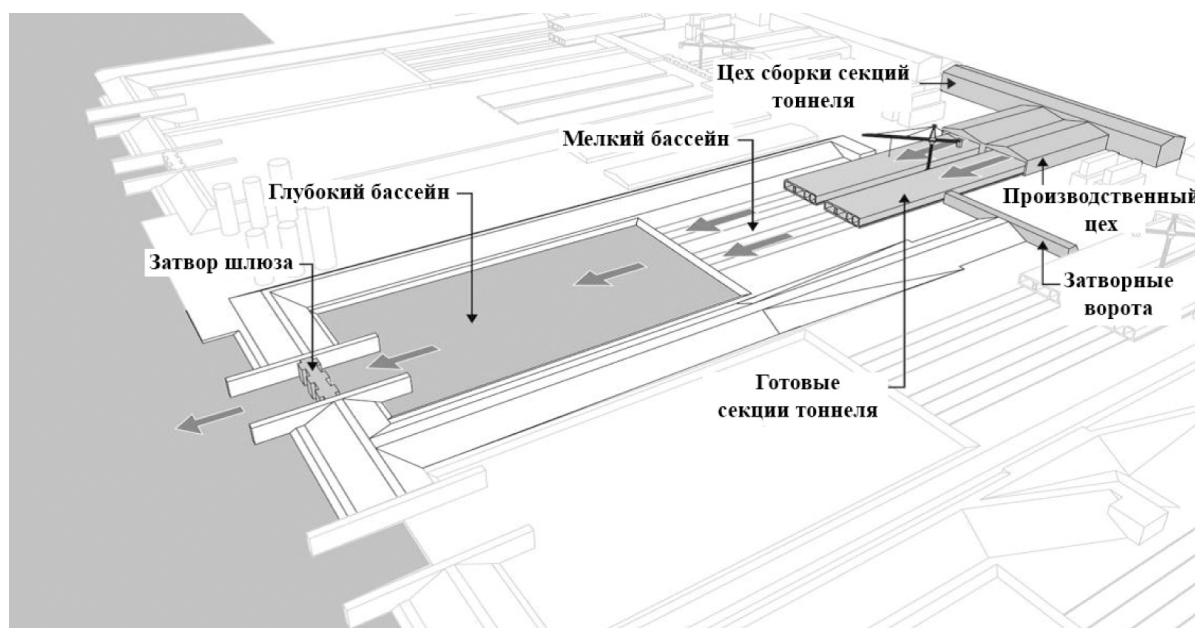 Цех сборки секций
тоннеля
Мелкий бассейн
Глубокий бассейн
Производственный
цех
Затвор шлюза
Затворные
ворота
Готовые
секции тоннеля